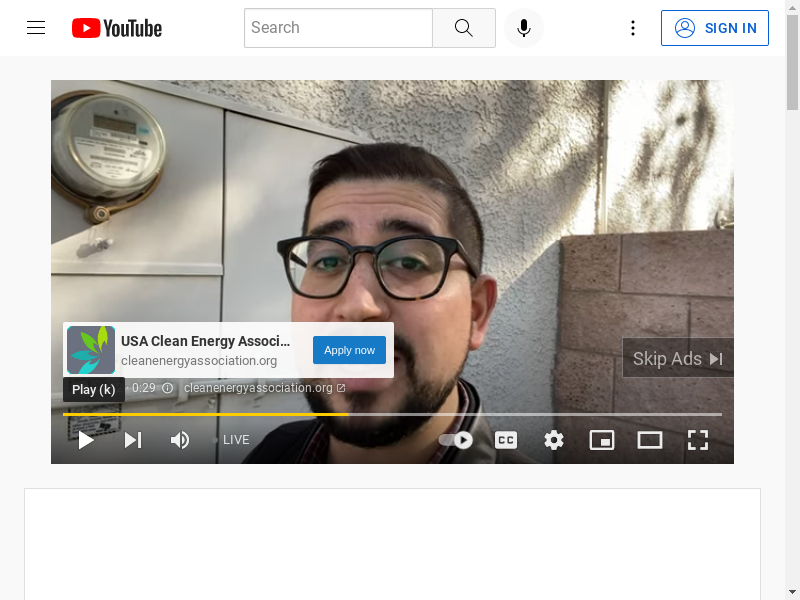 YouTube
Search
SIGN IN
USA Clean Energy Associ...
cleanenergyassociation.org
Apply now
Skip Ads
Play (k)
0:29
cleanenergyassociation.org
LIVE
CC